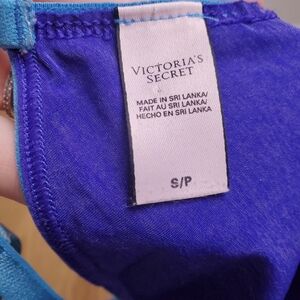 VICTORIA'S
SECRET
MADE IN SRI LANKA/
FAIT AU SRI LANKA/
HECHO EN SRI LANKA
S/P